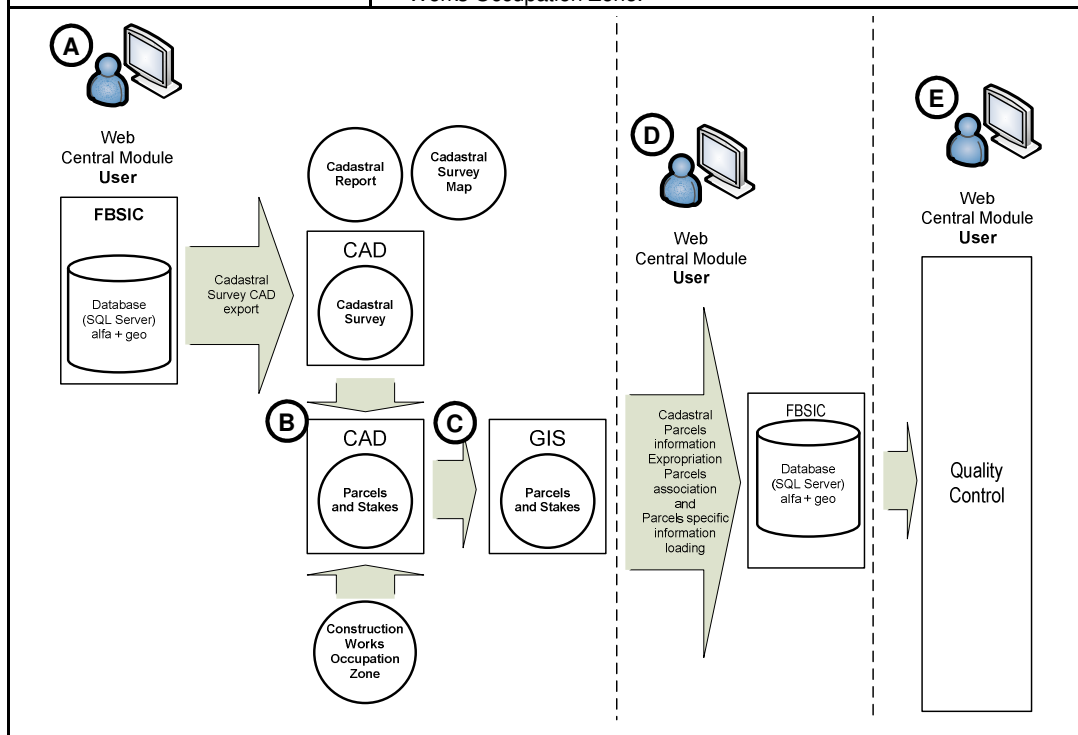 Works Occupation Zone.
A
Web
Central Module
User
FBSIC
Database
(SQL Server)
alfa + geo
Cadastral
Survey CAD
export
Cadastral
Report
Cadastral
Survey
Map
CAD
Cadastral
Survey
B
CAD
Parcels
and Stakes
Construction
Works
Occupation
Zone
C
GIS
Parcels
and Stakes
D
Web
Central Module
User
Cadastral
Parcels
information
Expropriation
Parcels
association
and
Parcels specific
information
loading
FBSIC
Database
(SQL Server)
alfa + geo
E
Web
Central Module
User
Quality
Control